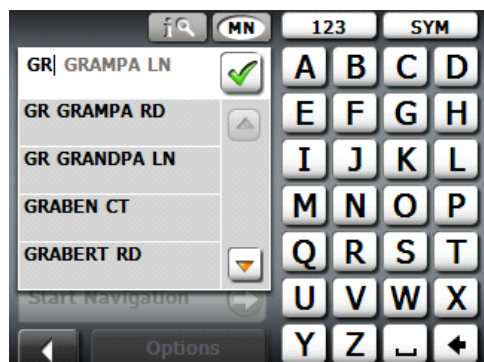 MN
123 SYM
GR GRAMPA LN
A B C D
GR GRAMPA RD
E F G H
GR GRANDPA LN
I J K L
GRABEN CT
M N O P
GRABERT RD
Q R S T
Start Navigation
U V W X
Options
Y Z